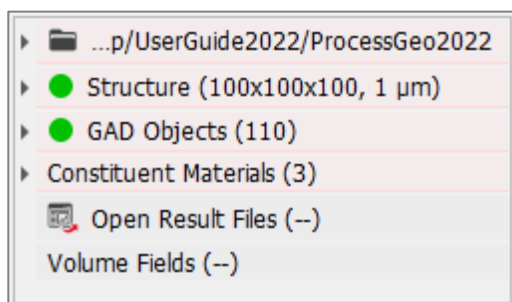 ...p/UserGuide2022/ProcessGeo2022
Structure (100x100x100, 1 µm)
GAD Objects (110)
Constituent Materials (3)
Open Result Files (--)
Volume Fields (--)